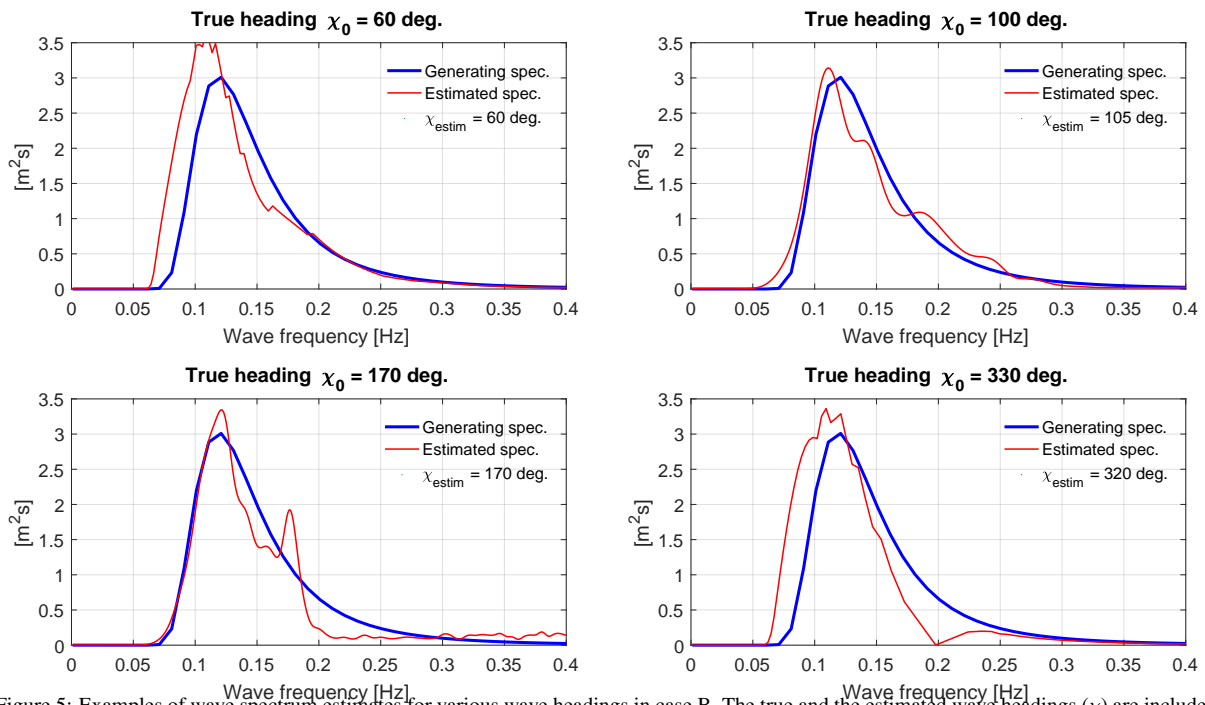 True heading χ0 = 60 deg.
3.5
3
2.5
2
1.5
1
0.5
0
[m2s]
Generating spec.
Estimated spec.
χestim = 60 deg.
0 0.05 0.1 0.15 0.2 0.25 0.3 0.35 0.4
Wave frequency [Hz]
True heading χ0 = 100 deg.
3.5
3
2.5
2
1.5
1
0.5
0
[m2s]
Generating spec.
Estimated spec.
χestim = 105 deg.
0 0.05 0.1 0.15 0.2 0.25 0.3 0.35 0.4
Wave frequency [Hz]
True heading χ0 = 170 deg.
3.5
3
2.5
2
1.5
1
0.5
0
[m2s]
Generating spec.
Estimated spec.
χestim = 170 deg.
0 0.05 0.1 0.15 0.2 0.25 0.3 0.35 0.4
Wave frequency [Hz]
True heading χ0 = 330 deg.
3.5
3
2.5
2
1.5
1
0.5
0
[m2s]
Generating spec.
Estimated spec.
χestim = 320 deg.
0 0.05 0.1 0.15 0.2 0.25 0.3 0.35 0.4
Wave frequency [Hz]
Figure 5: Examples of wave spectrum estimates for various wave headings in case B. The true and the estimated wave headings (χ) are include